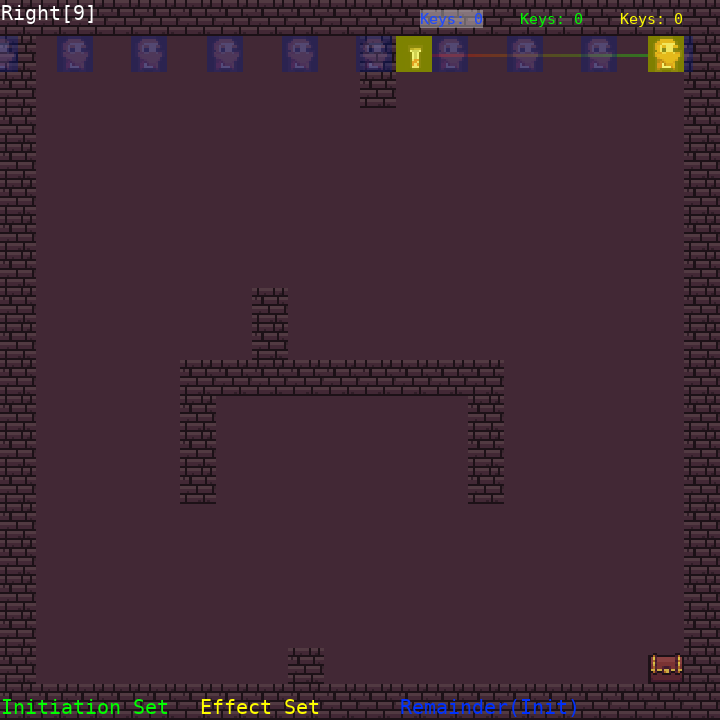 Right[9]
Keys: 0 Keys: 0 Keys: 0
Initiation Set Effect Set Remainder(Init)